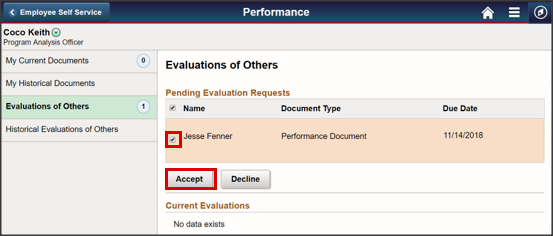 Employee Self Service
Performance
Coco Keith
Program Analysis Officer
My Current Documents 0
My Historical Documents
Evaluations of Others 1
Historical Evaluations of Others
Evaluations of Others
Pending Evaluation Requests
Name Document Type Due Date
Jesse Fenner Performance Document 11/14/2018
Accept Decline
Current Evaluations
No data exists